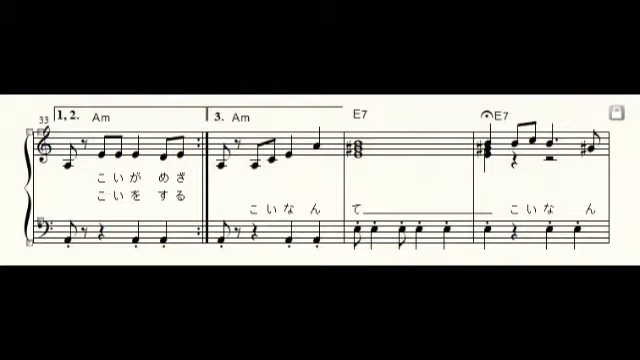 33 1, 2. Am 3. Am E7 E7
こ い が め ざ
こ い を す る
こ い な ん て こ い な ん